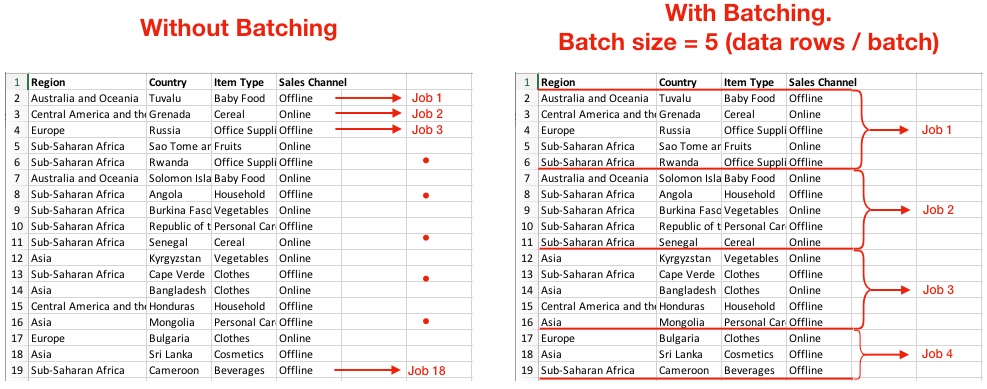 Without Batching
1 Region Country Item Type Sales Channel
2 Australia and Oceania Tuvalu Baby Food Offline Job 1
3 Central America and the Grenada Cereal Online Job 2
4 Europe Russia Office Suppli Offline Job 3
5 Sub-Saharan Africa Sao Tome ar Fruits Online
6 Sub-Saharan Africa Rwanda Office Suppli Offline
7 Australia and Oceania Solomon Isla Baby Food Online
8 Sub-Saharan Africa Angola Household Offline
9 Sub-Saharan Africa Burkina Faso Vegetables Online
10 Sub-Saharan Africa Republic of t Personal Car Offline
11 Sub-Saharan Africa Senegal Cereal Online
12 Asia Kyrgyzstan Vegetables Online
13 Sub-Saharan Africa Cape Verde Clothes Offline
14 Asia Bangladesh Clothes Online
15 Central America and the Honduras Household Offline
16 Asia Mongolia Personal Car Offline
17 Europe Bulgaria Clothes Online
18 Asia Sri Lanka Cosmetics Offline
19 Sub-Saharan Africa Cameroon Beverages Offline Job 18
With Batching.
Batch size = 5 (data rows / batch)
1 Region Country Item Type Sales Channel
2 Australia and Oceania Tuvalu Baby Food Offline
3 Central America and the Grenada Cereal Online
4 Europe Russia Office Suppli Offline Job 1
5 Sub-Saharan Africa Sao Tome ar Fruits Online
6 Sub-Saharan Africa Rwanda Office Suppli Offline
7 Australia and Oceania Solomon Isla Baby Food Online
8 Sub-Saharan Africa Angola Household Offline
9 Sub-Saharan Africa Burkina Faso Vegetables Online Job 2
10 Sub-Saharan Africa Republic of t Personal Car Offline
11 Sub-Saharan Africa Senegal Cereal Online
12 Asia Kyrgyzstan Vegetables Online
13 Sub-Saharan Africa Cape Verde Clothes Offline
14 Asia Bangladesh Clothes Online Job 3
15 Central America and the Honduras Household Offline
16 Asia Mongolia Personal Car Offline
17 Europe Bulgaria Clothes Online
18 Asia Sri Lanka Cosmetics Offline Job 4
19 Sub-Saharan Africa Cameroon Beverages Offline